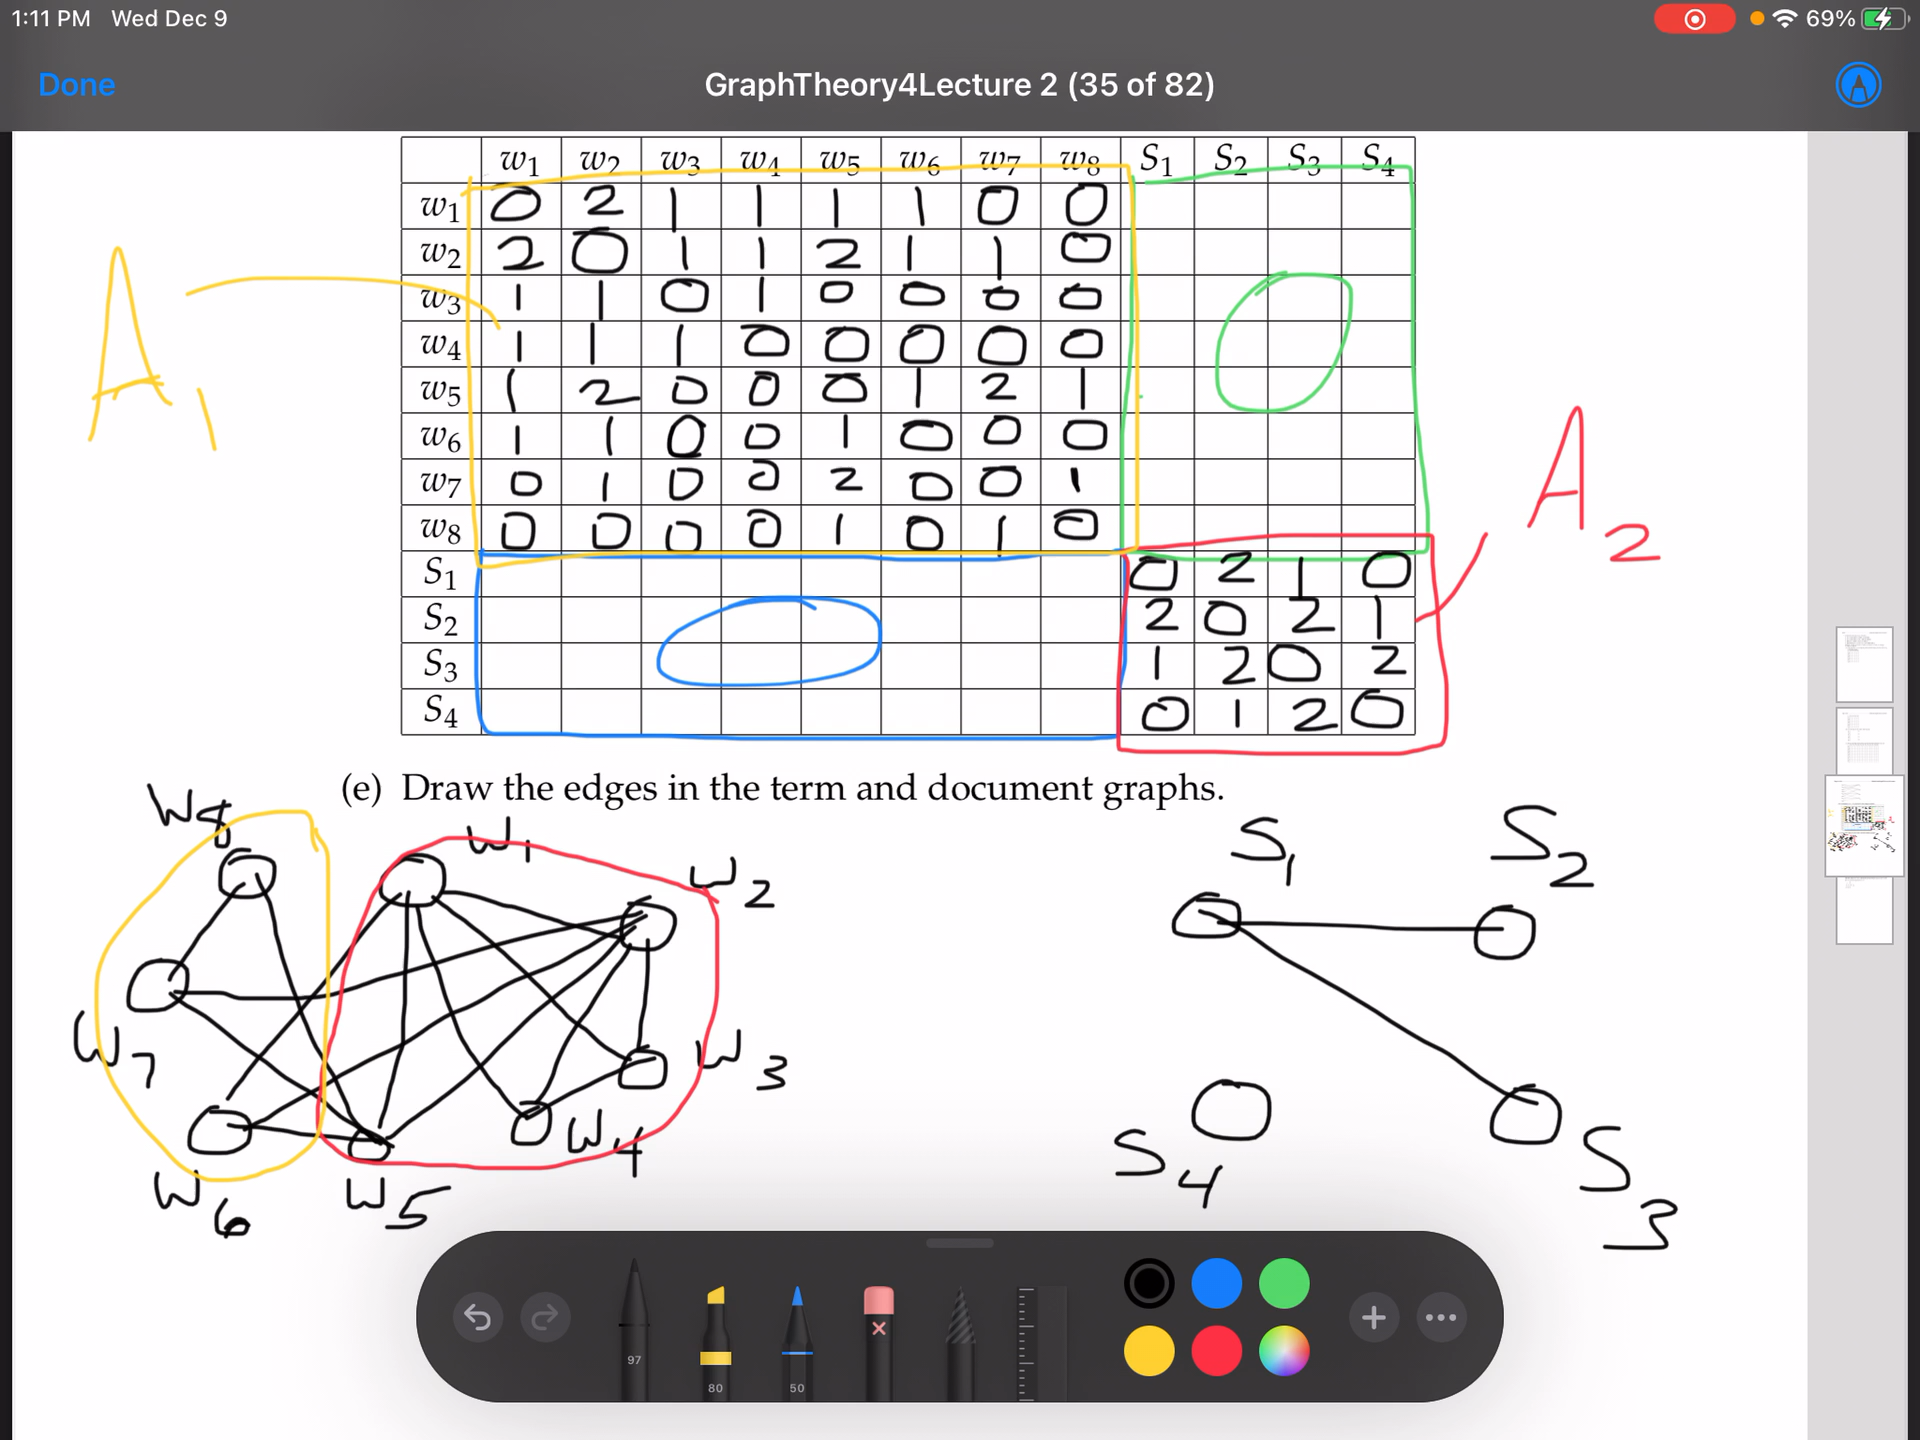 1:11 PM Wed Dec 9 69%
Done GraphTheory4Lecture 2 (35 of 82)
w1 w2 w3 w4 w5 w6 w7 w8 S1 S2 S3 S4
w1 0 2 1 1 1 1 0 0
w2 2 0 1 1 2 1 1 0
w3 1 1 0 1 0 0 0 0
w4 1 1 1 0 0 0 0 0
w5 1 2 0 0 0 1 2 1
w6 1 1 0 0 1 0 0 0
w7 0 1 0 0 2 0 0 1
w8 0 0 0 0 1 0 1 0
S1 0 2 1 0
S2 2 0 2 1
S3 1 2 0 2
S4 0 1 2 0
A1
0
A2
0
(e) Draw the edges in the term and document graphs.
W8
W1
W2
W7
W3
W4
W6
W5
S1
S2
S4
S3
97 80 50